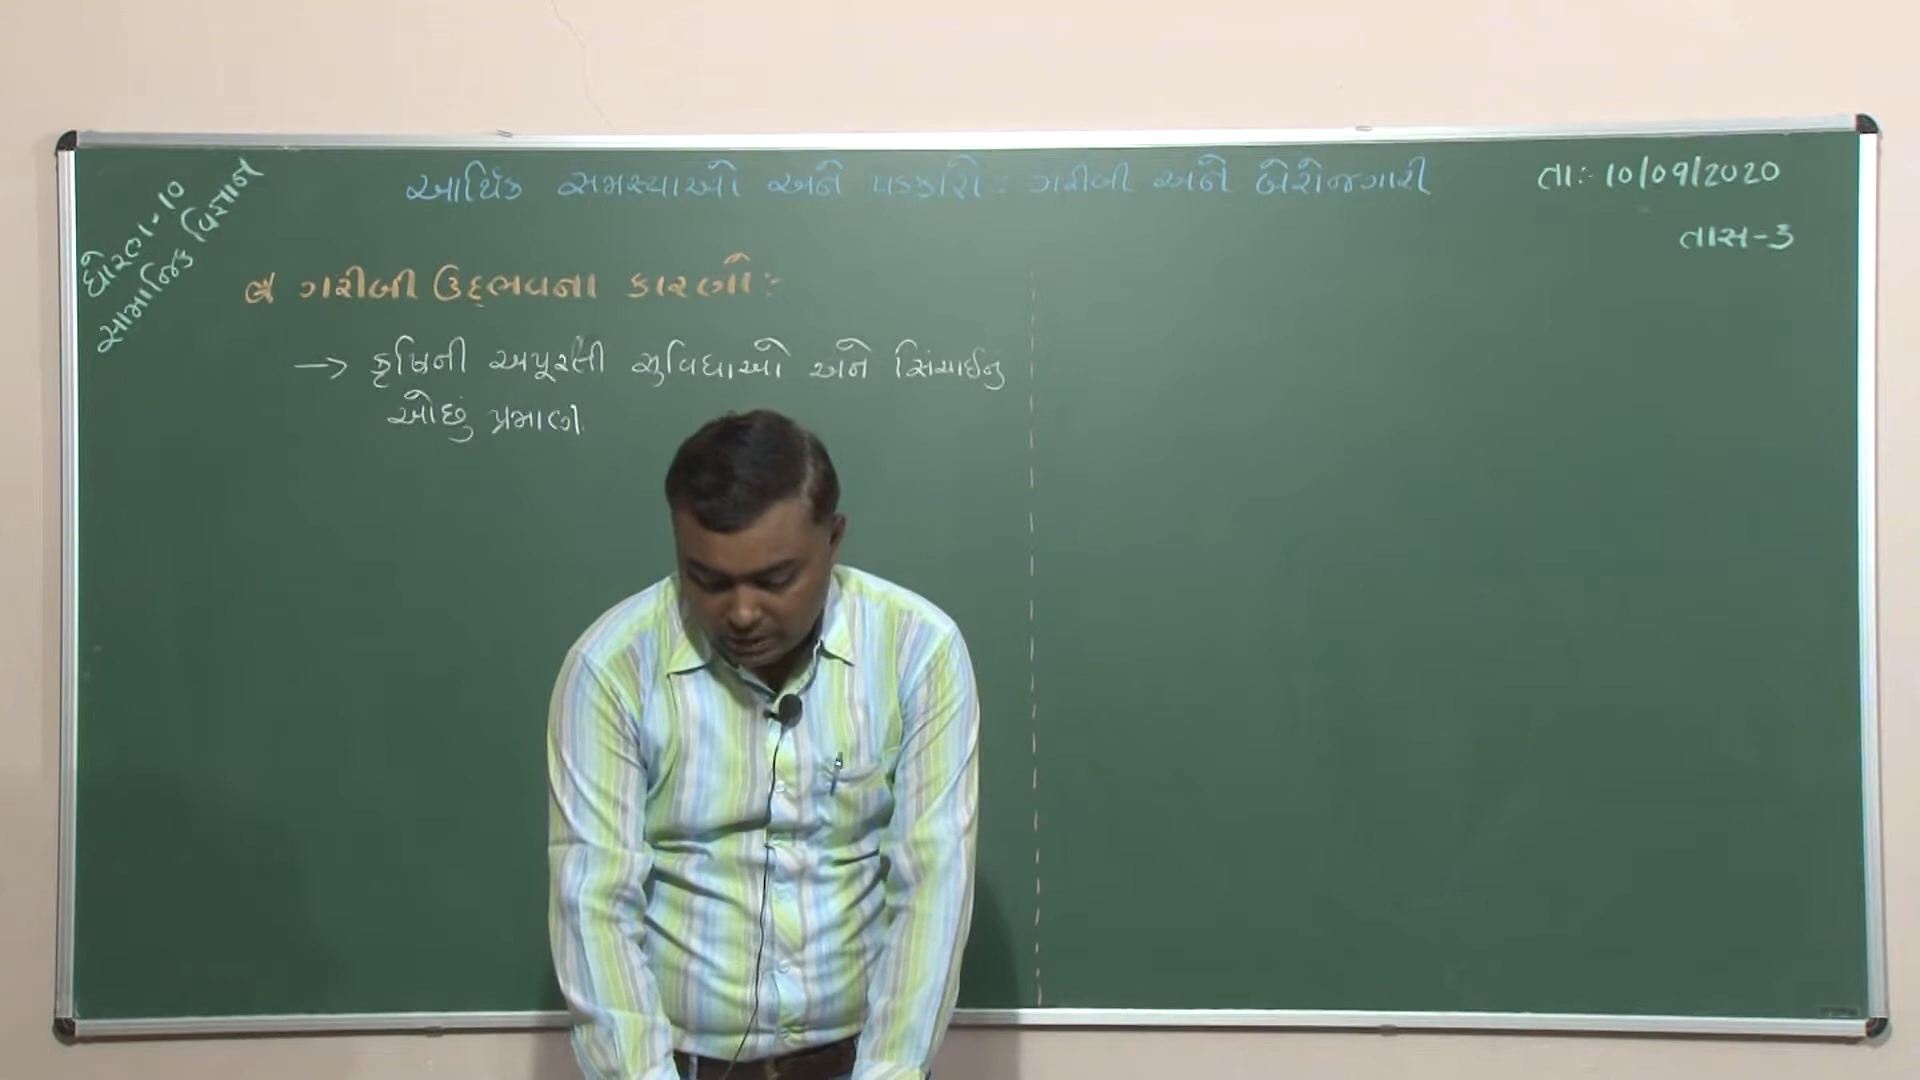 ધોરણ-10
સામાજિક વિજ્ઞાન
આર્થિક સમસ્યાઓ અને પડકારો : ગરીબી અને બેરોજગારી
તા:- 10/09/2020
તાસ-3
ગરીબી ઉદ્દભવના કારણો :-
→ કૃષિની અપૂરતી સુવિધાઓ અને સિંચાઈનુ
ઓછું પ્રમાણ.